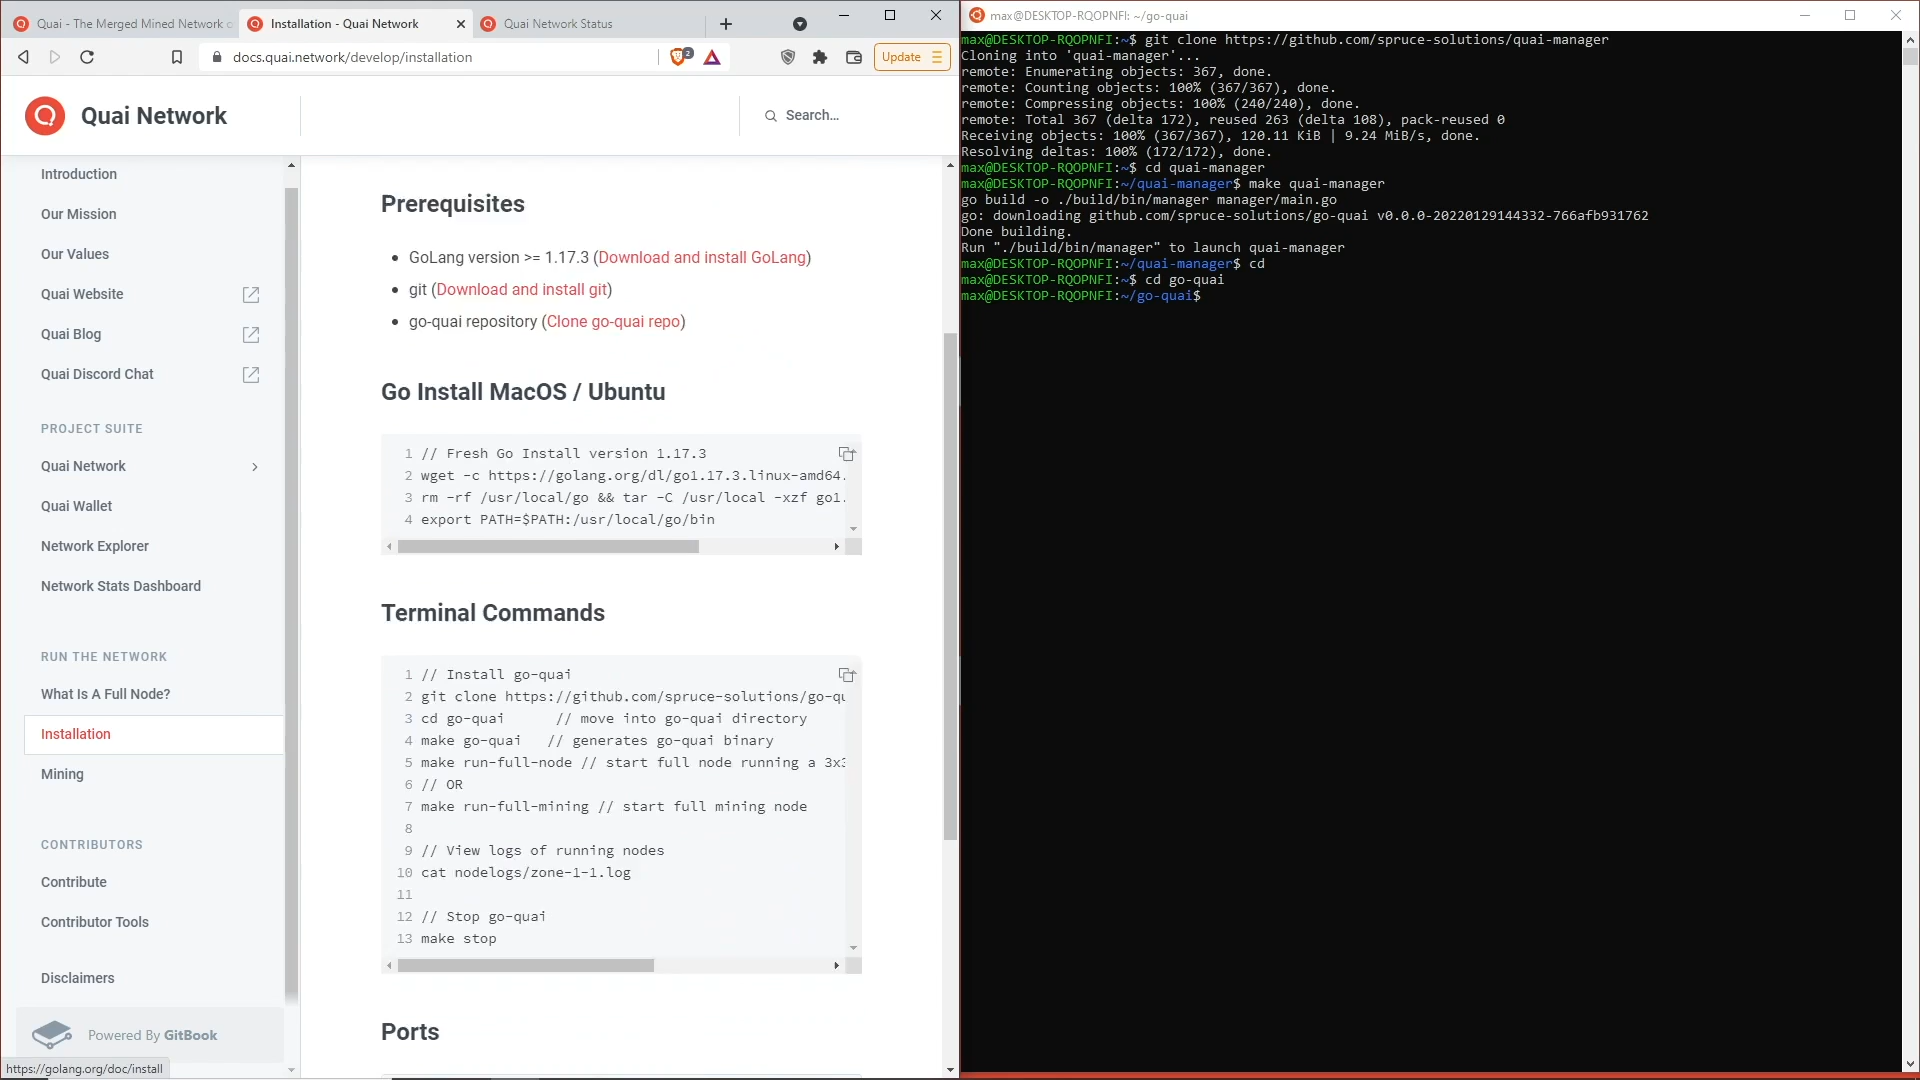 Quai - The Merged Mined Network o
Installation - Quai Network
Quai Network Status
docs.quai.network/develop/installation
2
Update
Quai Network
Search...
Introduction
Our Mission
Our Values
Quai Website
Quai Blog
Quai Discord Chat
PROJECT SUITE
Quai Network
Quai Wallet
Network Explorer
Network Stats Dashboard
RUN THE NETWORK
What Is A Full Node?
Installation
Mining
CONTRIBUTORS
Contribute
Contributor Tools
Disclaimers
Powered By GitBook
https://golang.org/doc/install
Prerequisites
GoLang version >= 1.17.3 (Download and install GoLang)
git (Download and install git)
go-quai repository (Clone go-quai repo)
Go Install MacOS / Ubuntu
1 // Fresh Go Install version 1.17.3
2 wget -c https://golang.org/dl/go1.17.3.linux-amd64.
3 rm -rf /usr/local/go && tar -C /usr/local -xzf go1.
4 export PATH=$PATH:/usr/local/go/bin
Terminal Commands
1 // Install go-quai
2 git clone https://github.com/spruce-solutions/go-qu
3 cd go-quai // move into go-quai directory
4 make go-quai // generates go-quai binary
5 make run-full-node // start full node running a 3x3
6 // OR
7 make run-full-mining // start full mining node
8
9 // View logs of running nodes
10 cat nodelogs/zone-1-1.log
11
12 // Stop go-quai
13 make stop
Ports
max@DESKTOP-RQOPNFI: ~/go-quai
max@DESKTOP-RQOPNFI:~$ git clone https://github.com/spruce-solutions/quai-manager
Cloning into 'quai-manager'...
remote: Enumerating objects: 367, done.
remote: Counting objects: 100% (367/367), done.
remote: Compressing objects: 100% (240/240), done.
remote: Total 367 (delta 172), reused 263 (delta 108), pack-reused 0
Receiving objects: 100% (367/367), 120.11 KiB | 9.24 MiB/s, done.
Resolving deltas: 100% (172/172), done.
max@DESKTOP-RQOPNFI:~$ cd quai-manager
max@DESKTOP-RQOPNFI:~/quai-manager$ make quai-manager
go build -o ./build/bin/manager manager/main.go
go: downloading github.com/spruce-solutions/go-quai v0.0.0-20220129144332-766afb931762
Done building.
Run "./build/bin/manager" to launch quai-manager
max@DESKTOP-RQOPNFI:~/quai-manager$ cd
max@DESKTOP-RQOPNFI:~$ cd go-quai
max@DESKTOP-RQOPNFI:~/go-quai$